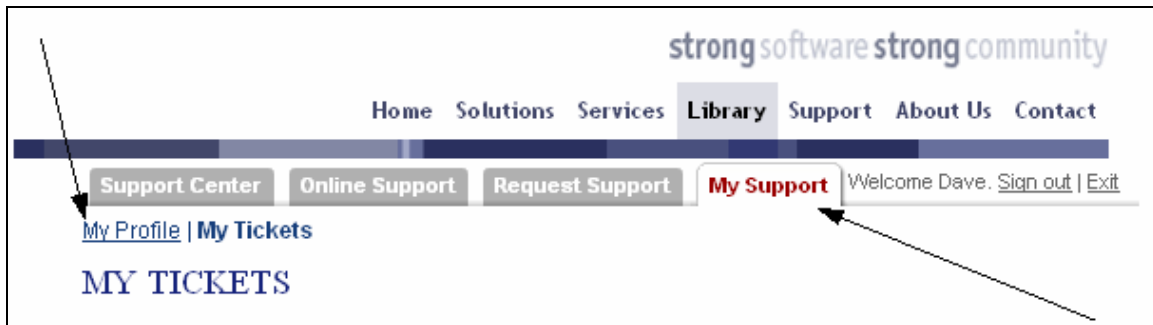 strong software strong community
Home Solutions Services Library Support About Us Contact
Support Center Online Support Request Support My Support Welcome Dave. Sign out | Exit
My Profile | My Tickets
MY TICKETS